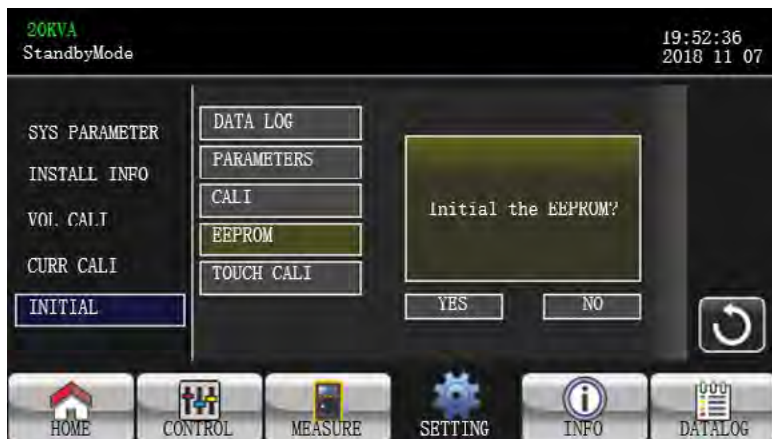 20KVA
StandbyMode
19:52:36
2018 11 07
SYS PARAMETER
INSTALL INFO
VOL CALI
CURR CALI
INITIAL
DATA LOG
PARAMETERS
CALI
EEPROM
TOUCH CALI
Initial the EEPROM?
YES
NO
HOME
CONTROL
MEASURE
SETTING
INFO
DATALOG